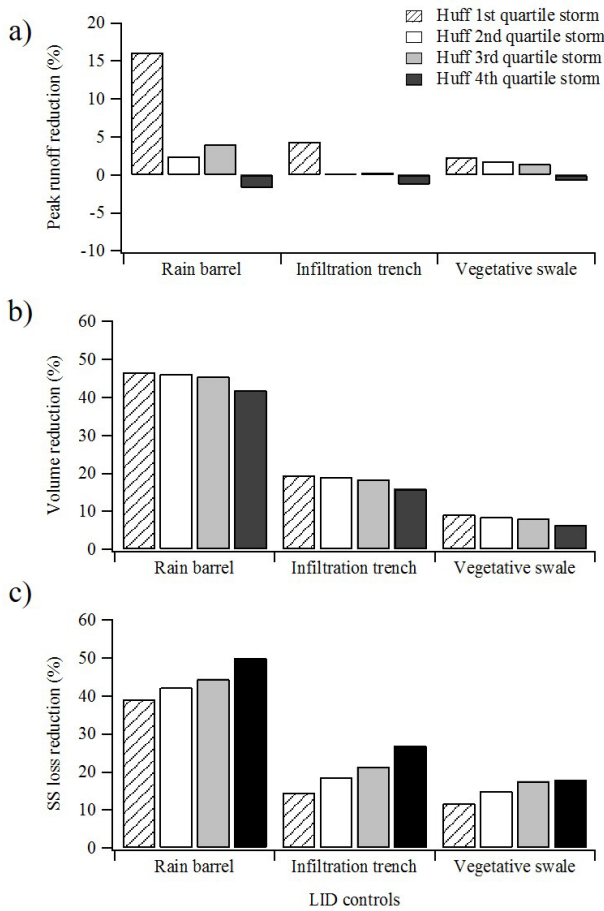 a)
Huff 1st quartile storm
Huff 2nd quartile storm
Huff 3rd quartile storm
Huff 4th quartile storm
Peak runoff reduction (%)
20
15
10
5
0
-5
-10
Rain barrel Infiltration trench Vegetative swale
b)
Volume reduction (%)
60
50
40
30
20
10
0
Rain barrel Infiltration trench Vegetative swale
c)
SS loss reduction (%)
60
50
40
30
20
10
0
Rain barrel Infiltration trench Vegetative swale
LID controls